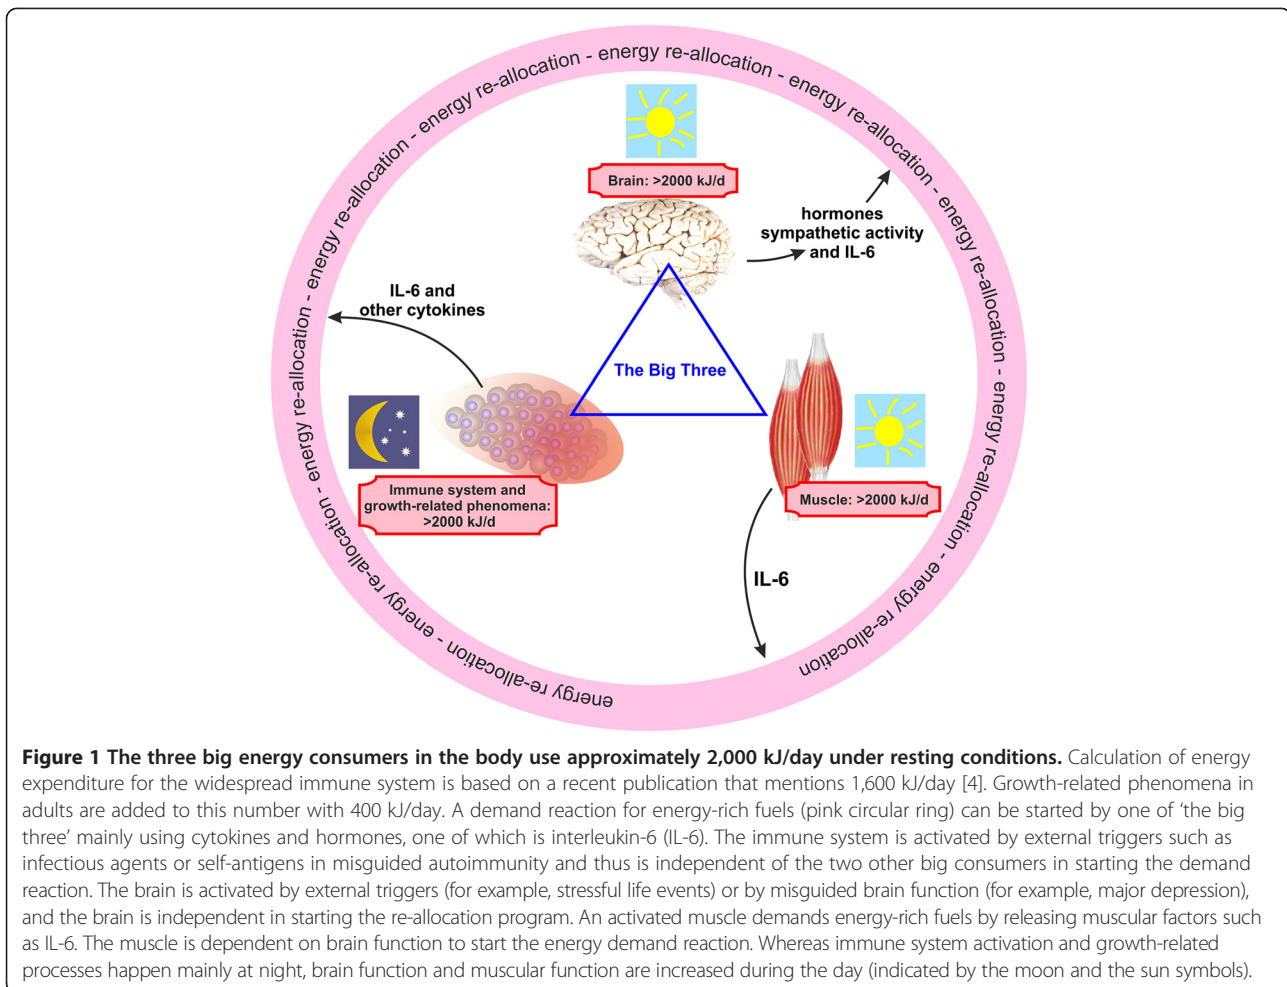 energy re-allocation - energy re-allocation - energy re-allocation - energy re-allocation - energy re-allocation - energy re-allocation - energy re-allocation - energy re-allocation - energy re-allocation - energy re-allocation - energy re-allocation
Brain: >2000 kJ/d
hormones
sympathetic activity
and IL-6
IL-6 and
other cytokines
The Big Three
Immune system and
growth-related phenomena:
>2000 kJ/d
Muscle: >2000 kJ/d
IL-6
Figure 1 The three big energy consumers in the body use approximately 2,000 kJ/day under resting conditions. Calculation of energy
expenditure for the widespread immune system is based on a recent publication that mentions 1,600 kJ/day [4]. Growth-related phenomena in
adults are added to this number with 400 kJ/day. A demand reaction for energy-rich fuels (pink circular ring) can be started by one of ‘the big
three’ mainly using cytokines and hormones, one of which is interleukin-6 (IL-6). The immune system is activated by external triggers such as
infectious agents or self-antigens in misguided autoimmunity and thus is independent of the two other big consumers in starting the demand
reaction. The brain is activated by external triggers (for example, stressful life events) or by misguided brain function (for example, major depression),
and the brain is independent in starting the re-allocation program. An activated muscle demands energy-rich fuels by releasing muscular factors such
as IL-6. The muscle is dependent on brain function to start the energy demand reaction. Whereas immune system activation and growth-related
processes happen mainly at night, brain function and muscular function are increased during the day (indicated by the moon and the sun symbols).